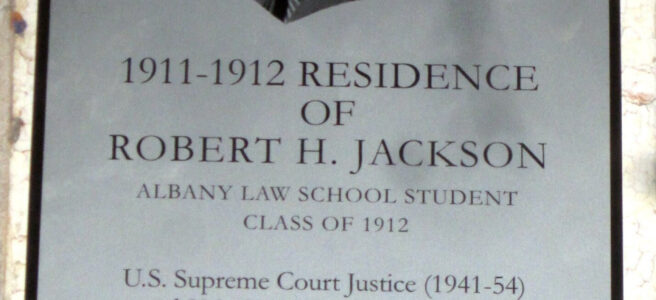 1911-1912 RESIDENCE
OF
ROBERT H. JACKSON
ALBANY LAW SCHOOL STUDENT
CLASS OF 1912
U.S. Supreme Court Justice (1941-54)